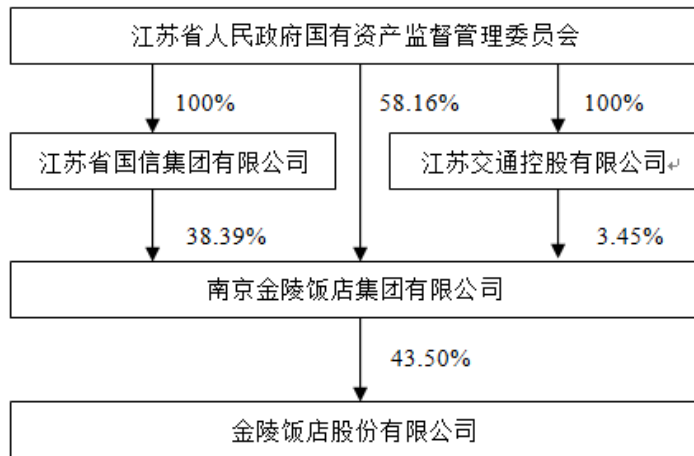 江苏省人民政府国有资产监督管理委员会
100%
58.16%
100%
江苏省国信集团有限公司
江苏交通控股有限公司↵
38.39%
3.45%
南京金陵饭店集团有限公司
43.50%
金陵饭店股份有限公司